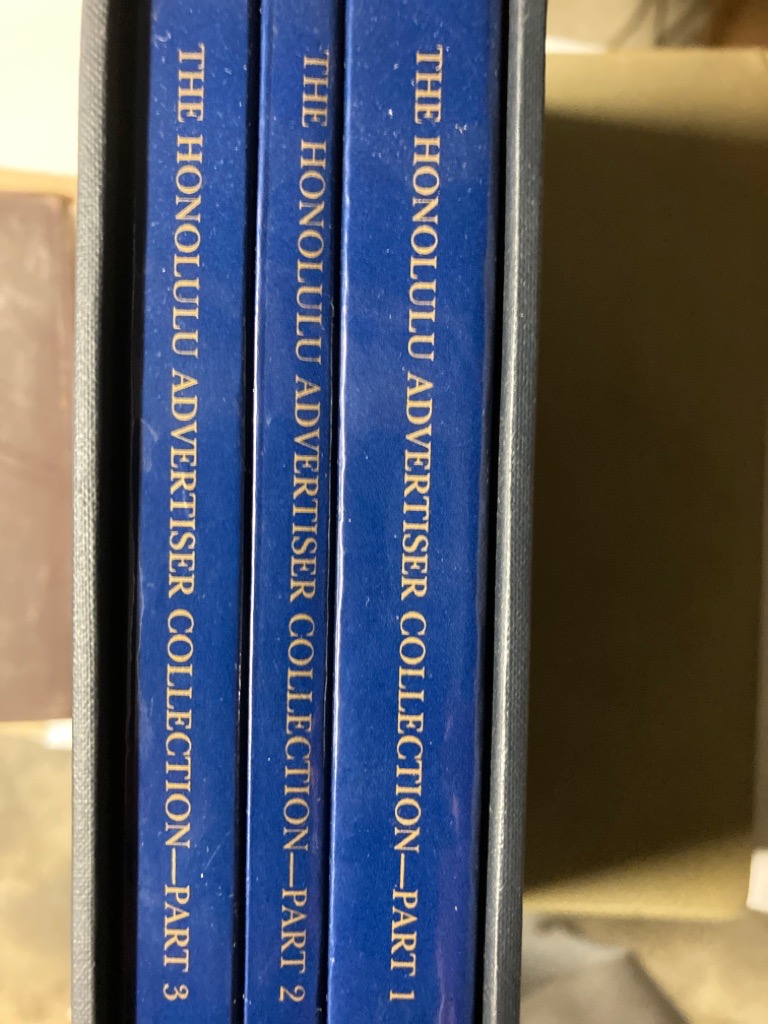 THE HONOLULU ADVERTISER COLLECTION—PART 3
THE HONOLULU ADVERTISER COLLECTION—PART 2
THE HONOLULU ADVERTISER COLLECTION—PART 1